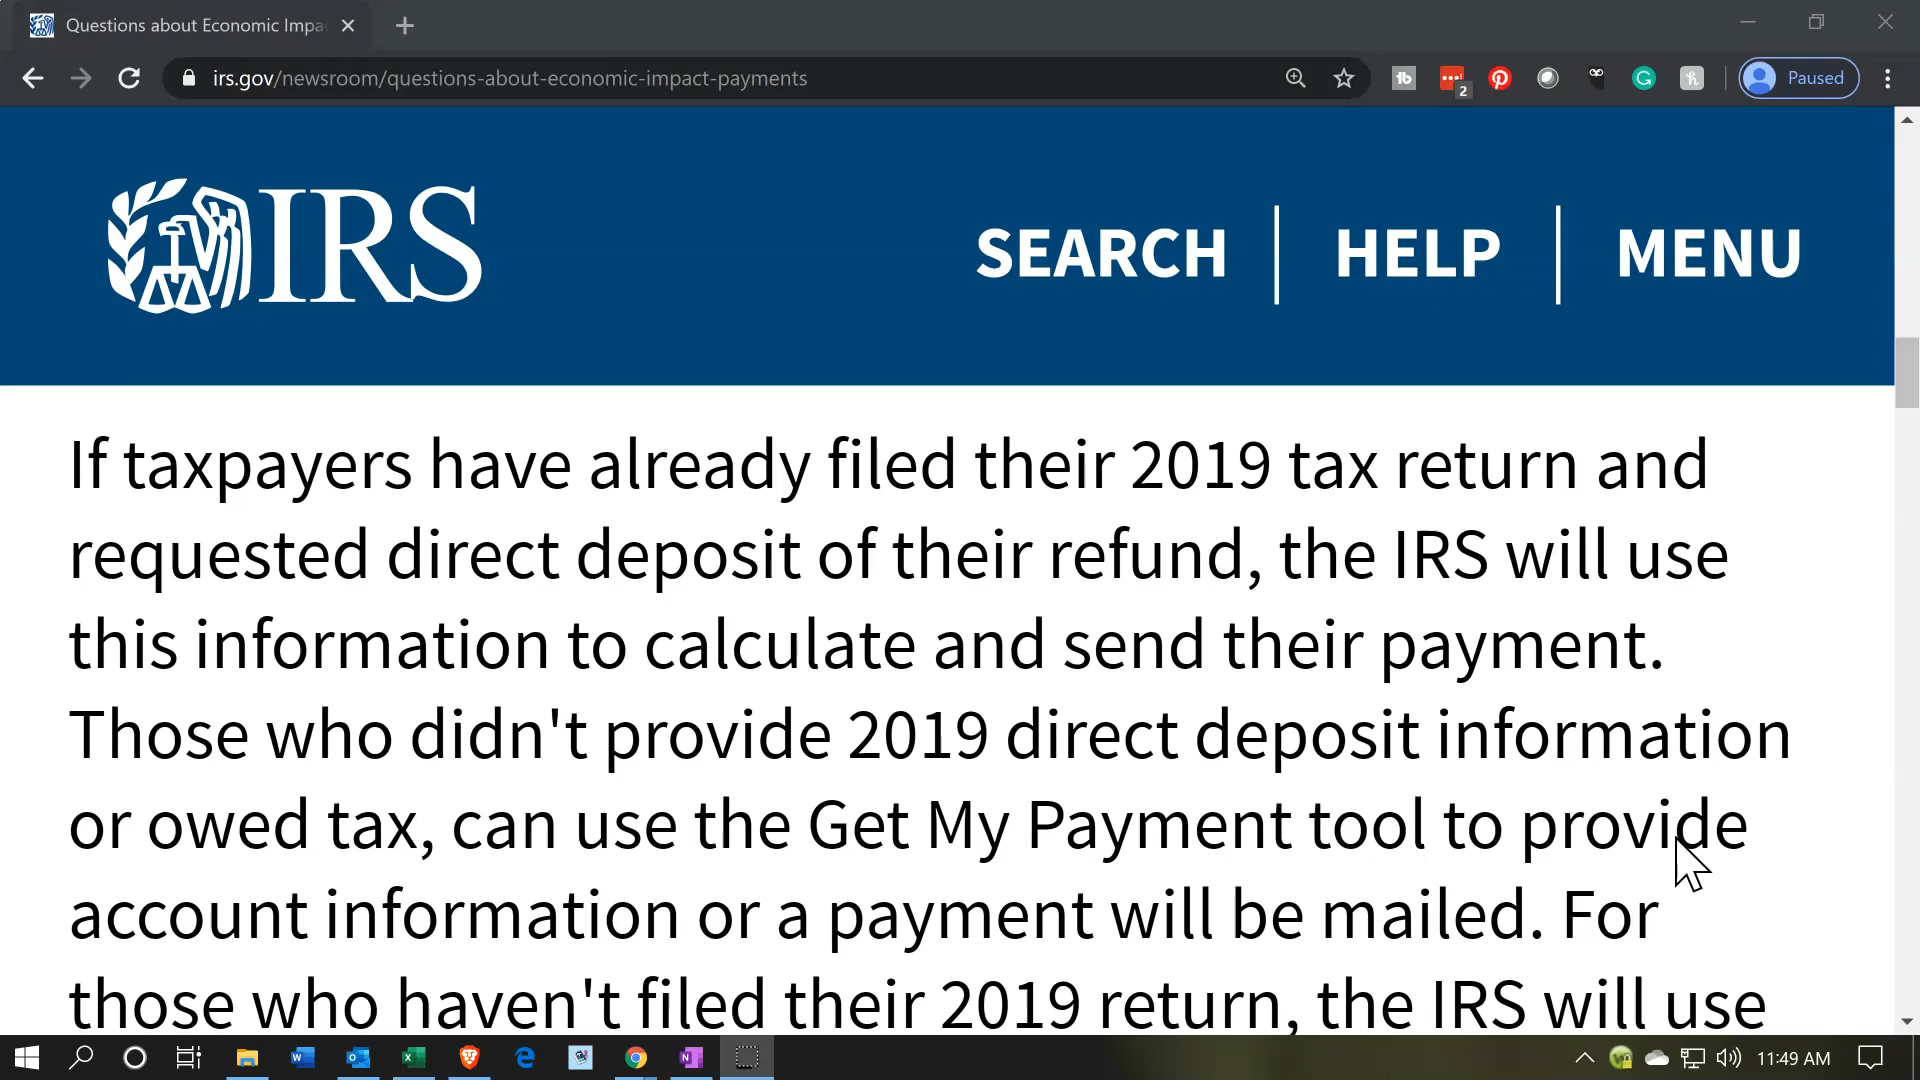 Questions about Economic Impa
irs.gov/newsroom/questions-about-economic-impact-payments
2
Paused
IRS
SEARCH
HELP
MENU
If taxpayers have already filed their 2019 tax return and
requested direct deposit of their refund, the IRS will use
this information to calculate and send their payment.
Those who didn't provide 2019 direct deposit information
or owed tax, can use the Get My Payment tool to provide
account information or a payment will be mailed. For
those who haven't filed their 2019 return, the IRS will use
11:49 AM